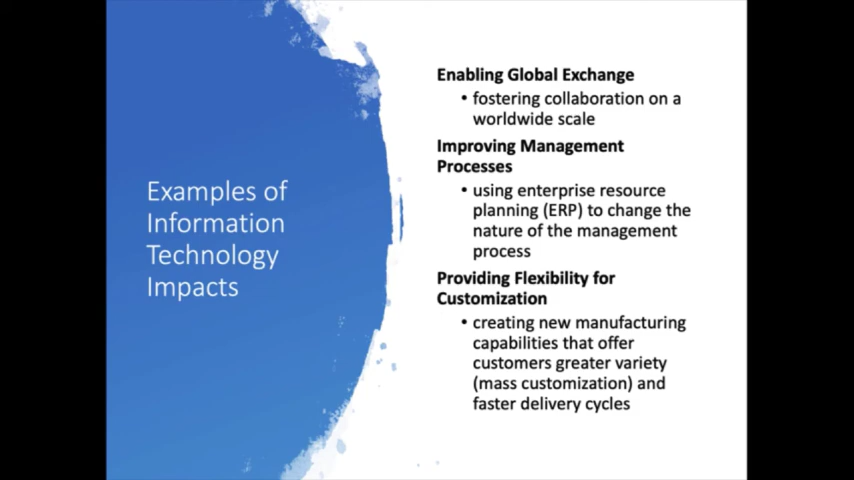 Examples of
Information
Technology
Impacts
Enabling Global Exchange
• fostering collaboration on a
worldwide scale
Improving Management
Processes
• using enterprise resource
planning (ERP) to change the
nature of the management
process
Providing Flexibility for
Customization
• creating new manufacturing
capabilities that offer
customers greater variety
(mass customization) and
faster delivery cycles